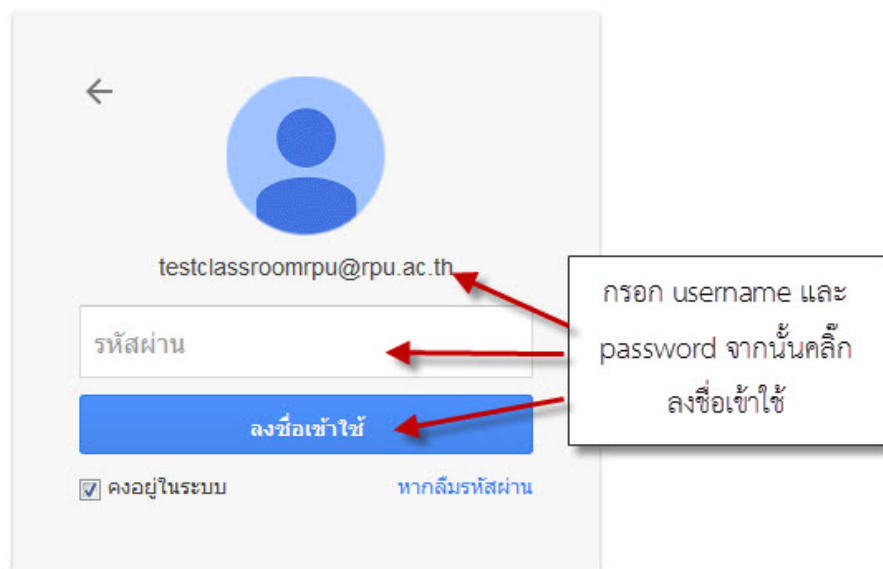 testclassroomrpu@rpu.ac.th
รหัสผ่าน
ลงชื่อเข้าใช้
คงอยู่ในระบบ
หากลืมรหัสผ่าน
กรอก username และ
password จากนั้นคลิ๊ก
ลงชื่อเข้าใช้